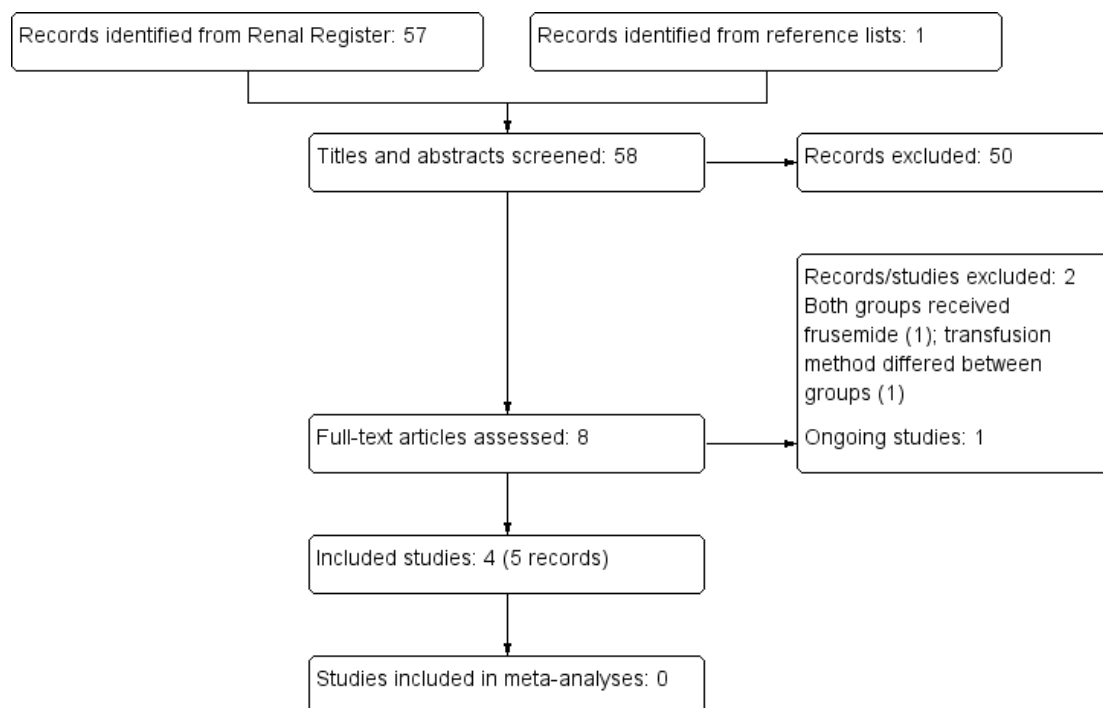 Records identified from Renal Register: 57
Records identified from reference lists: 1
Titles and abstracts screened: 58
Records excluded: 50
Records/studies excluded: 2
Both groups received
frusemide (1); transfusion
method differed between
groups (1)
Ongoing studies: 1
Full-text articles assessed: 8
Included studies: 4 (5 records)
Studies included in meta-analyses: 0